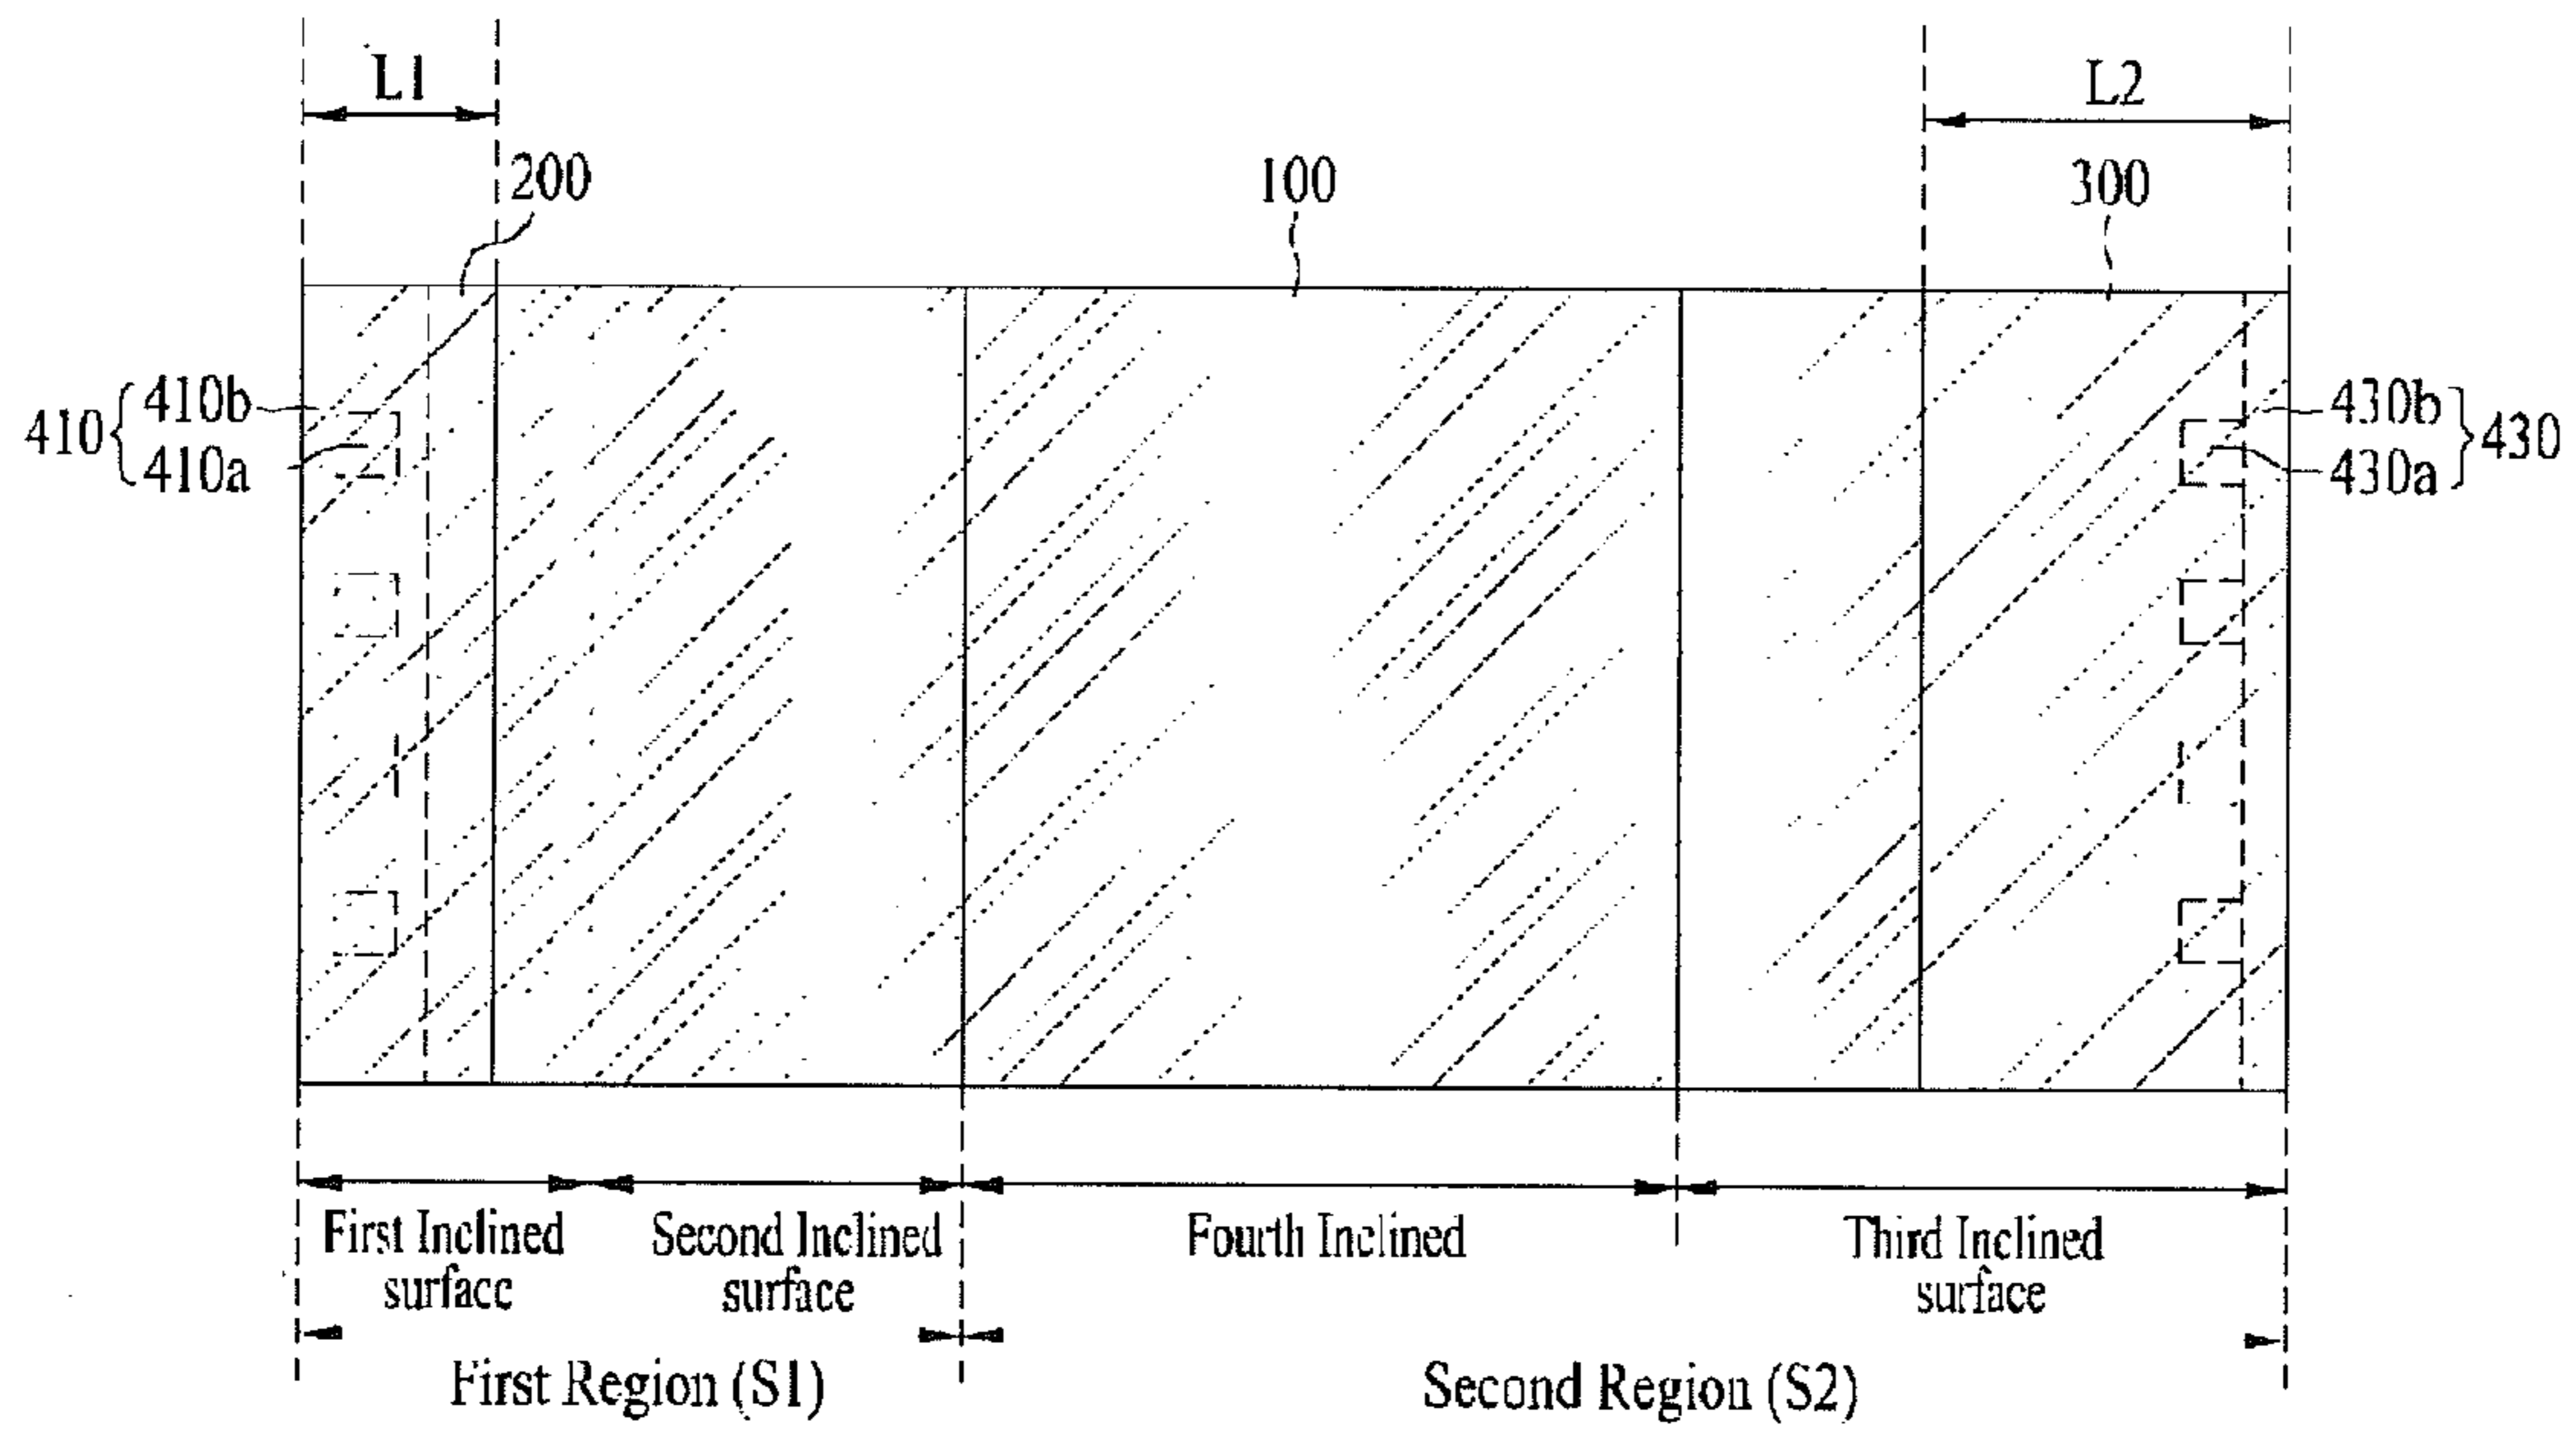 L1
L2
200
100
300
410
410b
410a
430b
430a
430
First Inclined
surface
Second Inclined
surface
Fourth Inclined
Third Inclined
surface
First Region (S1)
Second Region (S2)